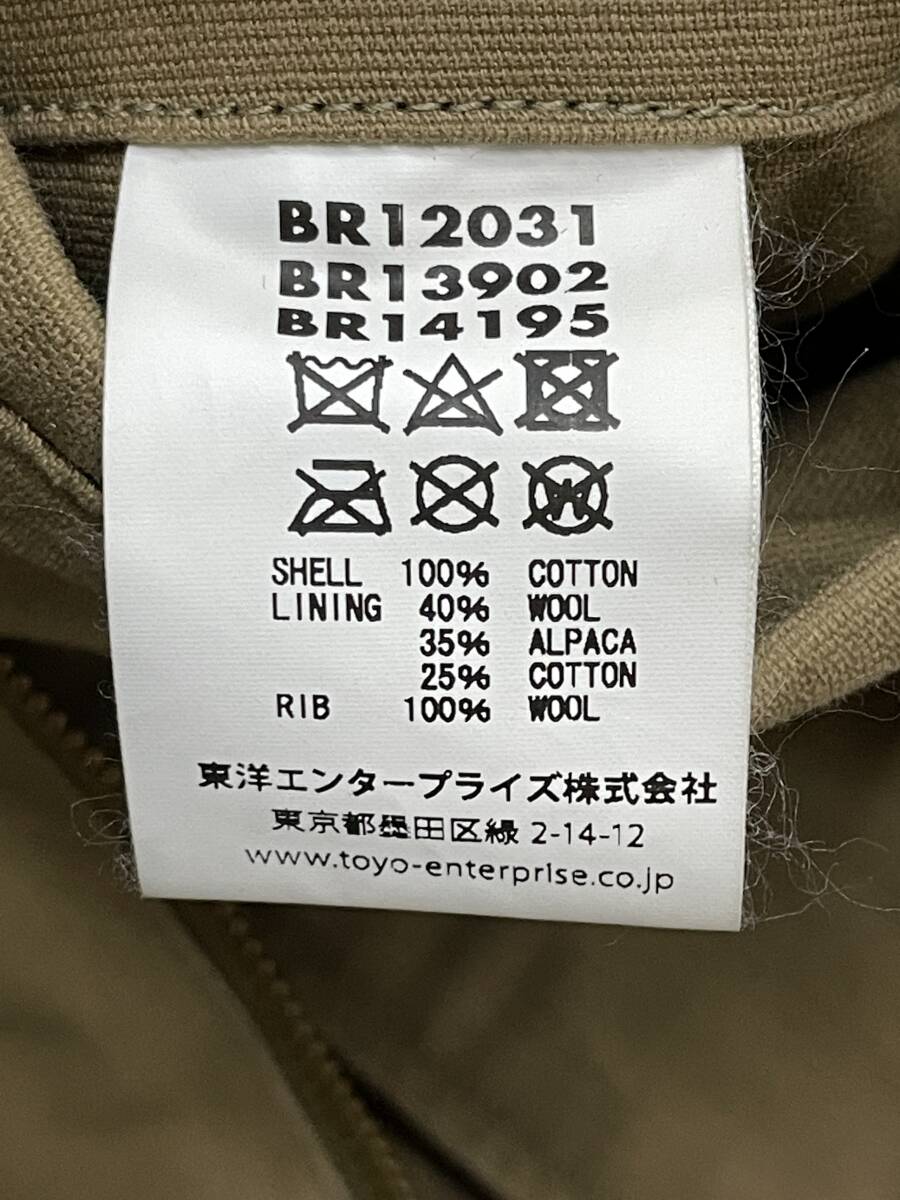 BR12031
BR13902
BR14195
W
SHELL 100% COTTON
LINING 40% WOOL
35% ALPACA
25% COTTON
RIB 100% WOOL
東洋エンタープライズ株式会社
東京都墨田区緑 2-14-12
www.toyo-enterprise.co.jp